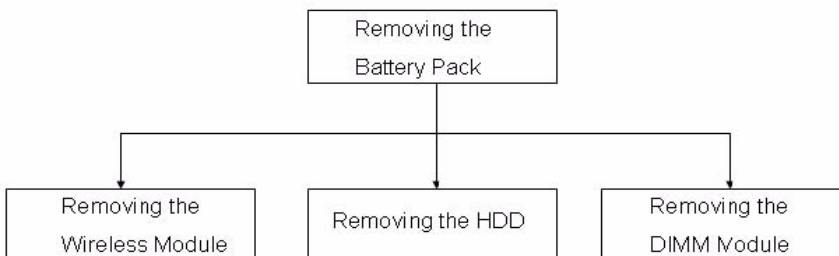 Removing the
Battery Pack
Removing the
Wireless Module
Removing the HDD
Removing the
DIMM Module